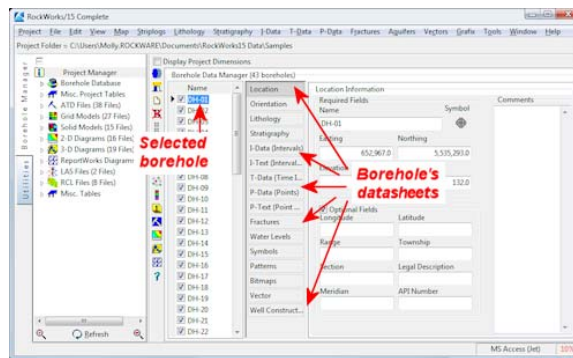 RockWorks/15 Complete
Project File Edit View Map Striplogs Lithology Stratigraphy I-Data T-Data P-Data Fractures Aquifers Vectors Grafix Tools Window Help
Project Folder = C:\Users\Molly.ROCKWARE\Documents\RockWorks15 Data\Samples
Display Project Dimensions
Borehole Data Manager (43 boreholes)
Borehole Manager
Utilities
Project Manager
Borehole Database
Misc. Project Tables
ATD Files (38 Files)
Grid Models (27 Files)
Solid Models (15 Files)
2-D Diagrams (16 Files)
3-D Diagrams (19 Files)
ReportWorks Diagrams
LAS Files (2 Files)
RCL Files (8 Files)
Misc. Tables
Refresh
Name
DH-01
DH-08
DH-09
DH-10
DH-11
DH-12
DH-13
DH-14
DH-15
DH-16
DH-17
DH-18
DH-19
DH-20
DH-21
DH-22
Selected
borehole
Location
Orientation
Lithology
Stratigraphy
I-Data (Intervals)
I-Text (Interval...
T-Data (Time I...
P-Data (Points)
P-Text (Point ...
Fractures
Water Levels
Symbols
Patterns
Bitmaps
Vector
Well Construct...
Location Information
Required Fields
Name Symbol
DH-01
Easting Northing
652,967.0 5,535,293.0
Elevation
132.0
Borehole's
datasheets
Optional Fields
Longitude Latitude
Range Township
Section Legal Description
Meridian API Number
Comments
MS Access (Jet)